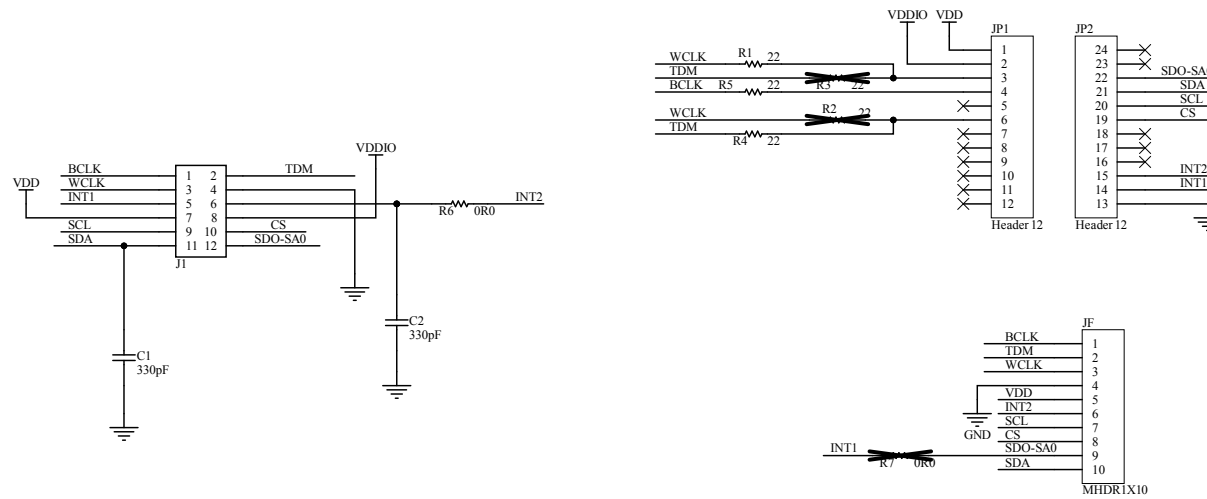 BCLK 1 2 TDM
WCLK 3 4
INT1 5 6
VDD 7 8 VDDIO
SCL 9 10 CS
SDA 11 12 SDO-SA0
J1
R6 0R0 INT2
C1
330pF
C2
330pF
VDDIO VDD
JP1
WCLK R1 22
TDM R3 22
BCLK R5 22
WCLK R2 22
TDM R4 22
1
2
3
4
5
6
7
8
9
10
11
12
Header 12
JP2
24
23
22 SDO-SA0
21 SDA
20 SCL
19 CS
18
17
16
15 INT2
14 INT1
13
Header 12
JF
BCLK 1
TDM 2
WCLK 3
4
VDD 5
INT2 6
SCL 7
CS 8
SDO-SA0 9
SDA 10
GND
INT1 R7 0R0
MHDR1X10